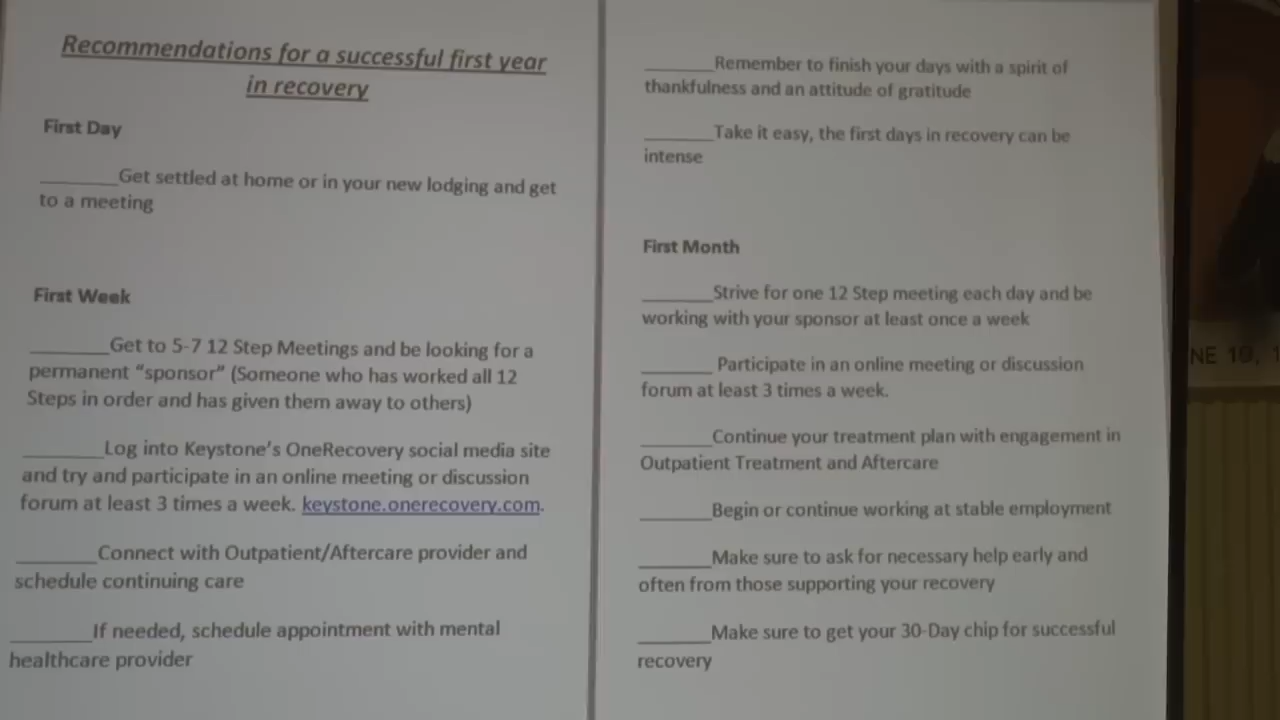 Recommendations for a successful first year
in recovery
First Day
________Get settled at home or in your new lodging and get
to a meeting
First Week
________Get to 5-7 12 Step Meetings and be looking for a
permanent “sponsor” (Someone who has worked all 12
Steps in order and has given them away to others)
________Log into Keystone’s OneRecovery social media site
and try and participate in an online meeting or discussion
forum at least 3 times a week. keystone.onerecovery.com.
________Connect with Outpatient/Aftercare provider and
schedule continuing care
________If needed, schedule appointment with mental
healthcare provider
_______Remember to finish your days with a spirit of
thankfulness and an attitude of gratitude
_______Take it easy, the first days in recovery can be
intense
First Month
_______Strive for one 12 Step meeting each day and be
working with your sponsor at least once a week
_______ Participate in an online meeting or discussion
forum at least 3 times a week.
_______Continue your treatment plan with engagement in
Outpatient Treatment and Aftercare
_______Begin or continue working at stable employment
_______Make sure to ask for necessary help early and
often from those supporting your recovery
_______Make sure to get your 30-Day chip for successful
recovery